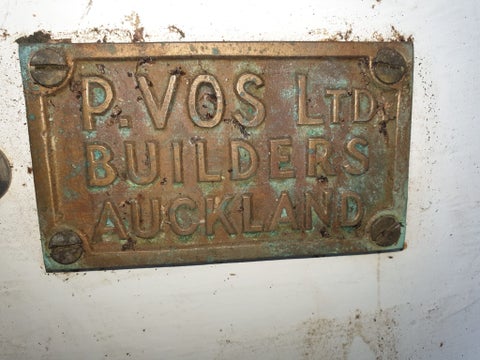 P. VOS LTD.
BUILDERS
AUCKLAND